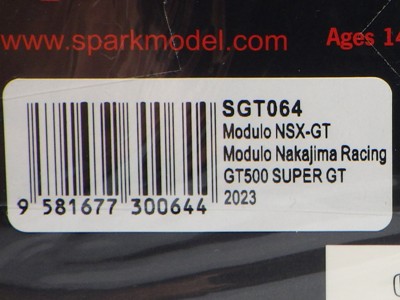 www.sparkmodel.com
Ages 14
SGT064
Modulo NSX-GT
Modulo Nakajima Racing
GT500 SUPER GT
2023
9 581677 300644